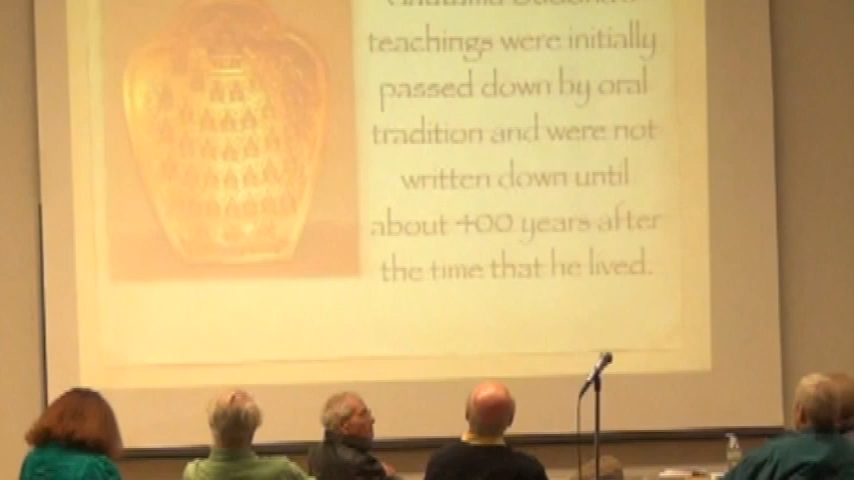 teachings were initially
passed down by oral
tradition and were not
written down until
about 400 years after
the time that he lived.